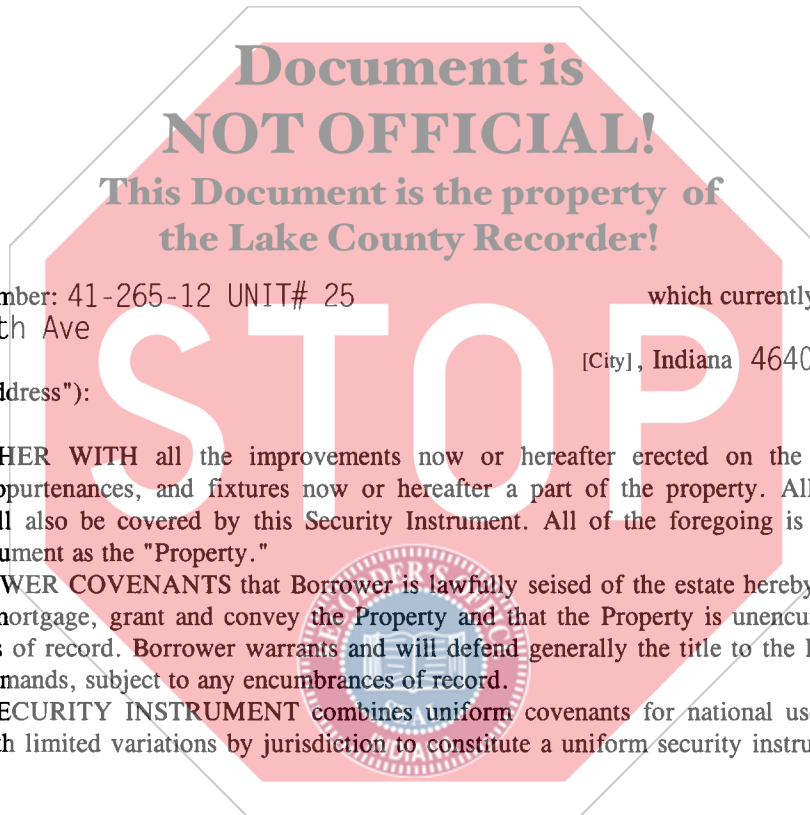 Document is
NOT OFFICIAL!
This Document is the property of
the Lake County Recorder!
mber: 41-265-12 UNIT# 25 which currently
th Ave
[City], Indiana 4640
ddress"):
STOP
HER WITH all the improvements now or hereafter erected on the
ppurtenances, and fixtures now or hereafter a part of the property. All
ll also be covered by this Security Instrument. All of the foregoing is
ument as the "Property."
WER COVENANTS that Borrower is lawfully seised of the estate hereby
mortgage, grant and convey the Property and that the Property is unencu
s of record. Borrower warrants and will defend generally the title to the
mands, subject to any encumbrances of record.
ECURITY INSTRUMENT combines uniform covenants for national us
th limited variations by jurisdiction to constitute a uniform security instru
SEAL
INDIANA